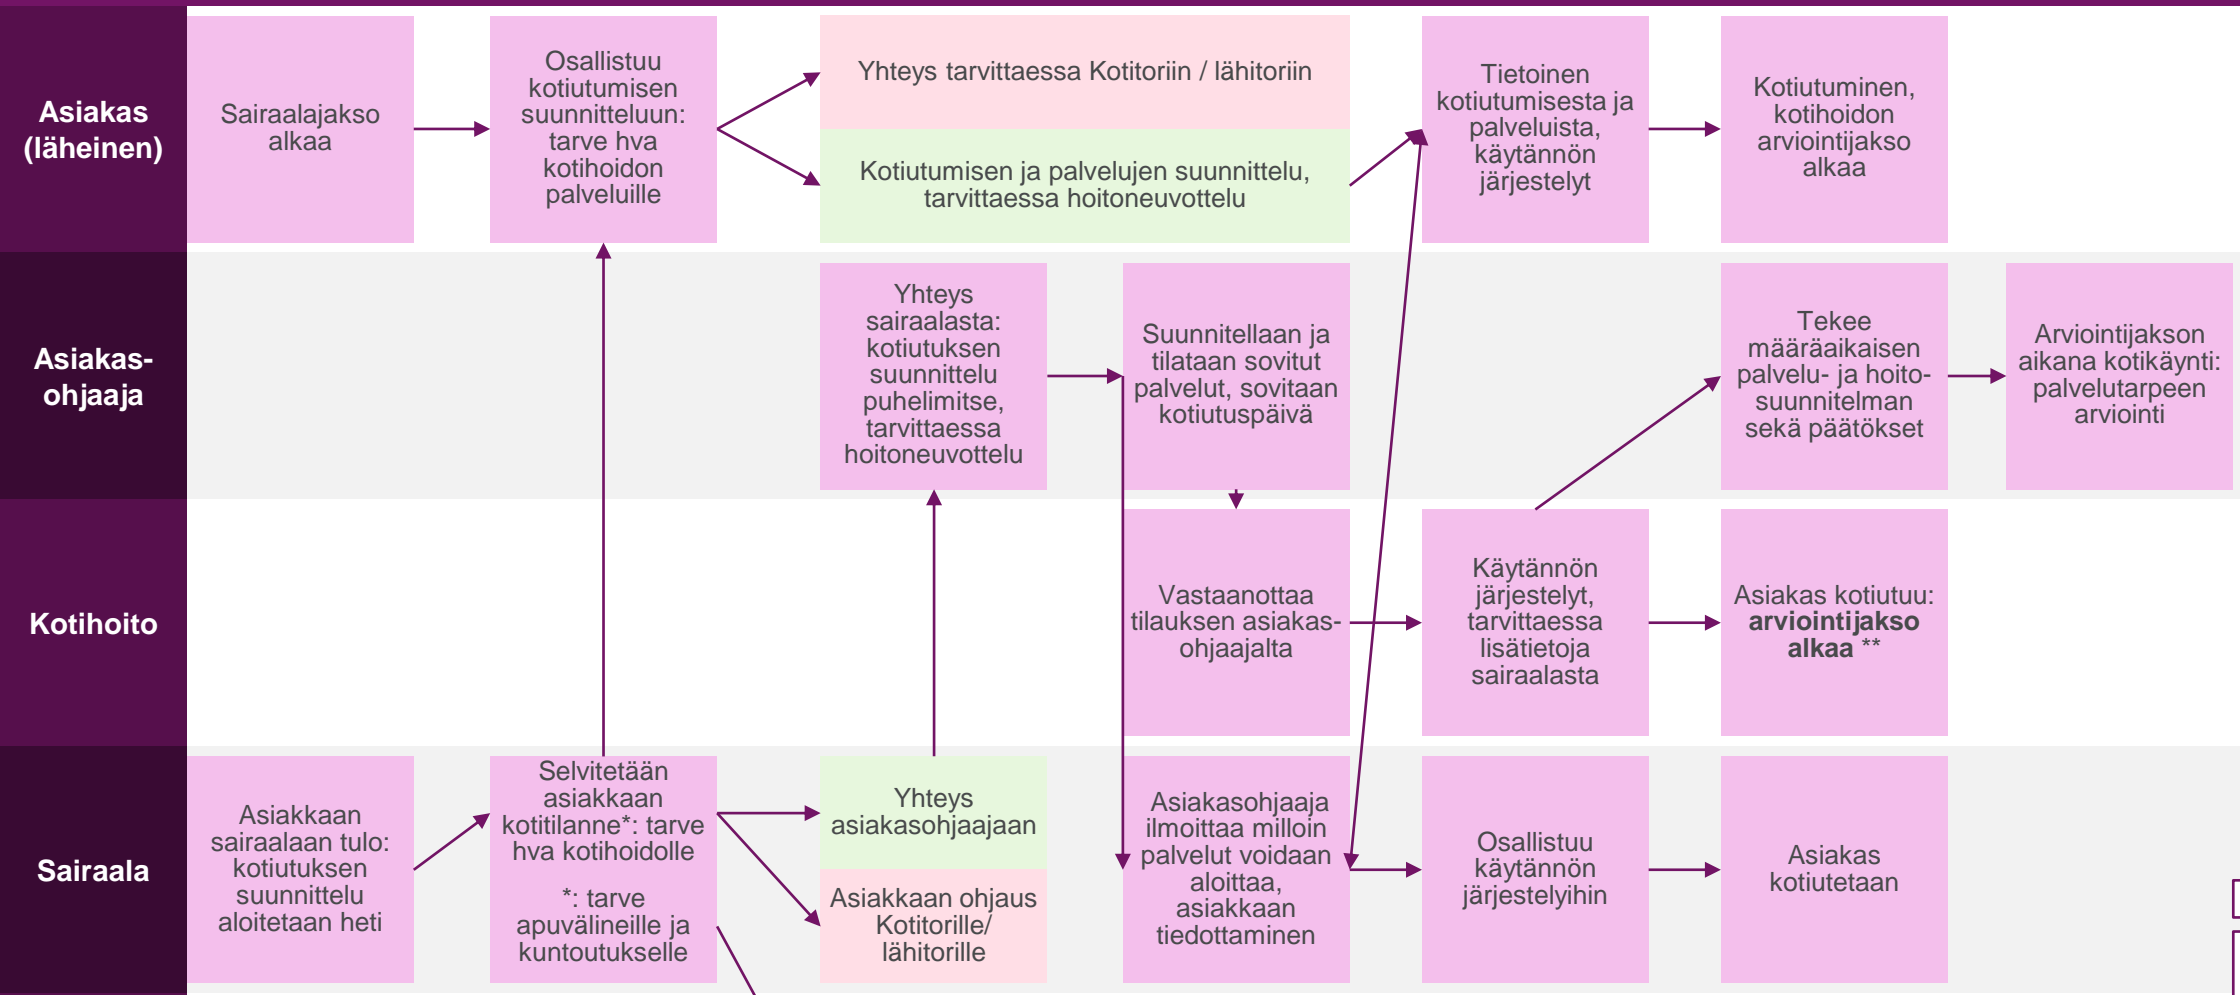 Asiakas
(läheinen)
Sairaalajakso
alkaa
Osallistuu
kotiutumisen
suunnitteluun:
tarve hva
kotihoidon
palveluille
Yhteys tarvittaessa Kotitoriin / lähitoriin
Kotiutumisen ja palvelujen suunnittelu,
tarvittaessa hoitoneuvottelu
Tietoinen
kotiutumisesta ja
palveluista,
käytännön
järjestelyt
Kotiutuminen,
kotihoidon
arviointijakso
alkaa
Asiakas-
ohjaaja
Yhteys
sairaalasta:
kotiutuksen
suunnittelu
puhelimitse,
tarvittaessa
hoitoneuvottelu
Suunnitellaan ja
tilataan sovitut
palvelut, sovitaan
kotiutuspäivä
Tekee
määräaikaisen
palvelu- ja hoito-
suunnitelman
sekä päätökset
Arviointijakson
aikana kotikäynti:
palvelutarpeen
arviointi
Kotihoito
Vastaanottaa
tilauksen asiakas-
ohjaajalta
Käytännön
järjestelyt,
tarvittaessa
lisätietoja
sairaalasta
Asiakas kotiutuu:
arviointijakso
alkaa **
Sairaala
Asiakkaan
sairaalaan tulo:
kotiutuksen
suunnittelu
aloitetaan heti
Selvitetään
asiakkaan
kotitilanne*: tarve
hva kotihoidolle
*: tarve
apuvälineille ja
kuntoutukselle
Yhteys
asiakasohjaajaan
Asiakkaan ohjaus
Kotitorille/
lähitorille
Asiakasohjaaja
ilmoittaa milloin
palvelut voidaan
aloittaa,
asiakkaan
tiedottaminen
Osallistuu
käytännön
järjestelyihin
Asiakas
kotiutetaan